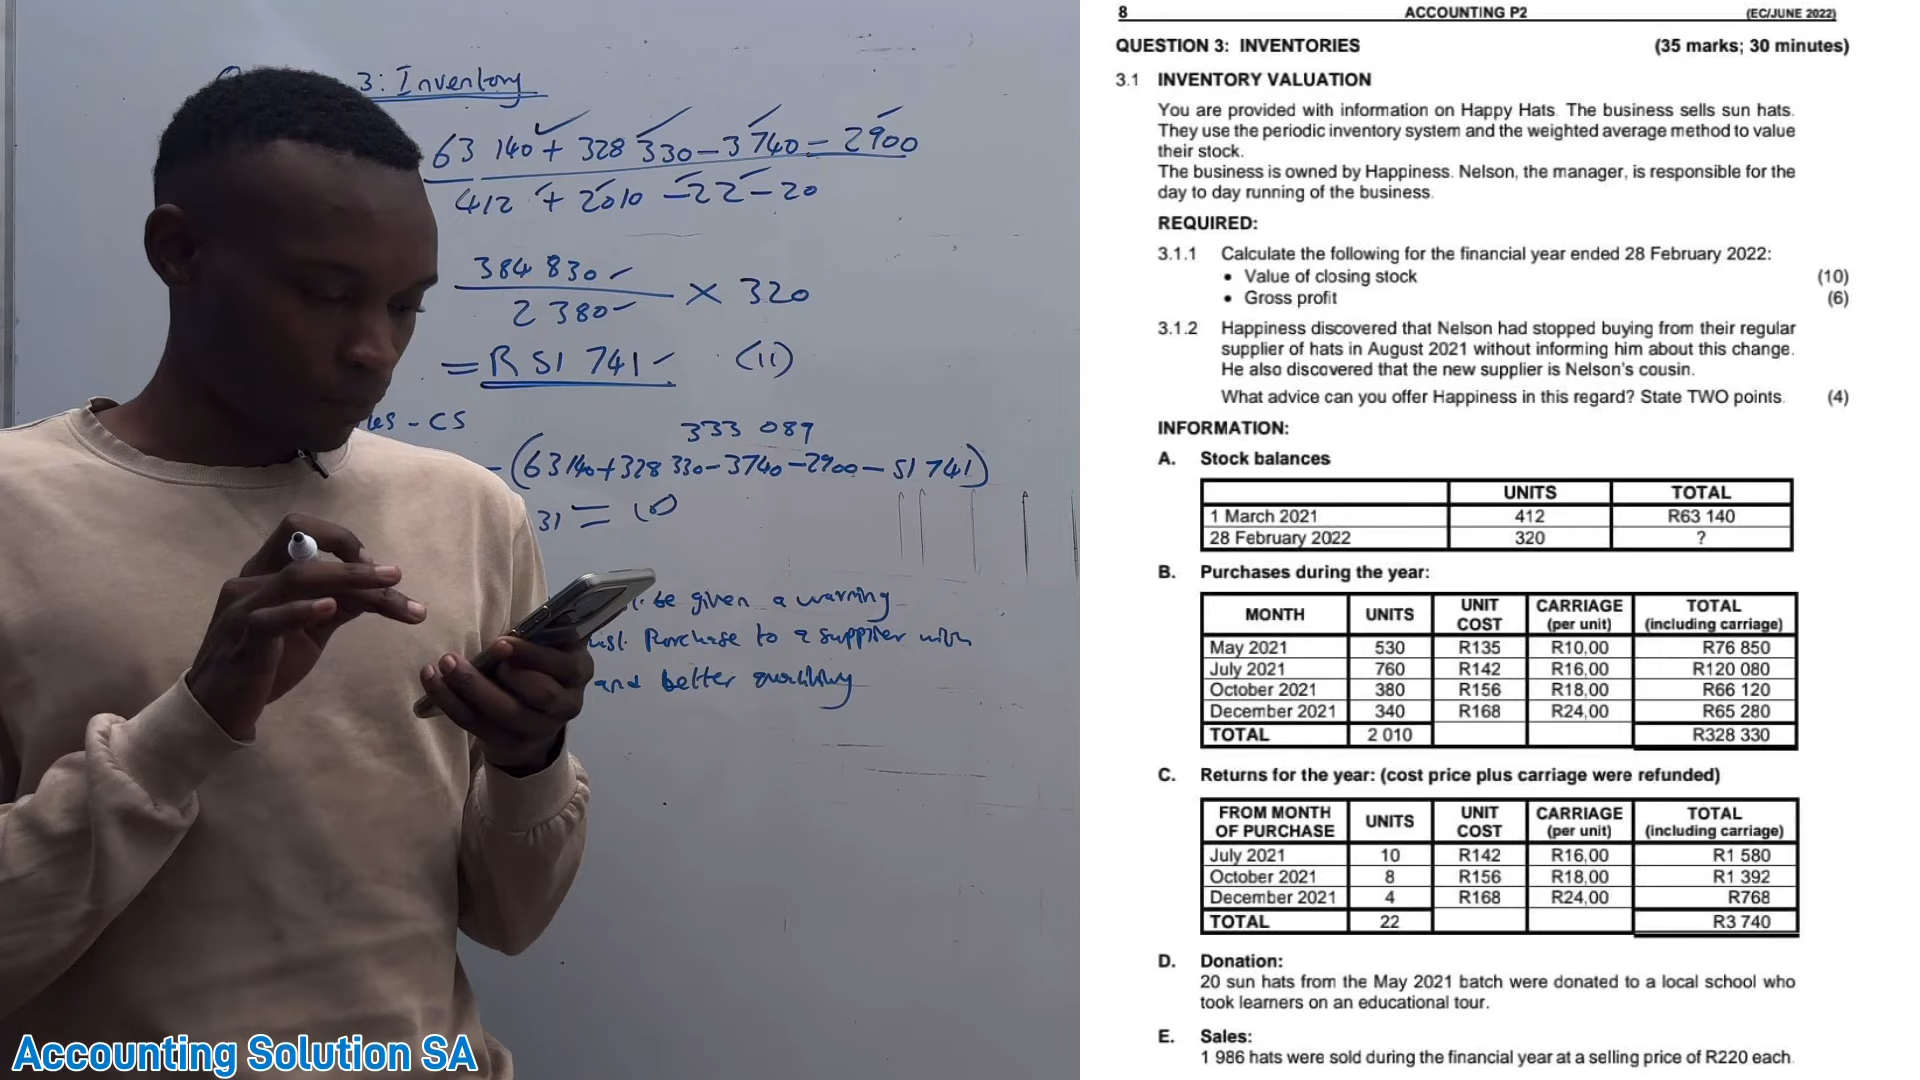 3: Inventory
63 140 + 328 330 - 3 740 - 2900
412 + 2010 - 22 - 20
384 830
2 380
× 320
= R 51 741 (11)
- CS
333 089
- (63 140 + 328 330 - 3740 - 2900 - 51 741)
31 = 10
be given a warning
Purchase to a supplier with
and better
Accounting Solution SA
8 ACCOUNTING P2 (EC/JUNE 2022)
QUESTION 3: INVENTORIES (35 marks; 30 minutes)
3.1 INVENTORY VALUATION
You are provided with information on Happy Hats. The business sells sun hats.
They use the periodic inventory system and the weighted average method to value
their stock.
The business is owned by Happiness. Nelson, the manager, is responsible for the
day to day running of the business.
REQUIRED:
3.1.1 Calculate the following for the financial year ended 28 February 2022:
• Value of closing stock (10)
• Gross profit (6)
3.1.2 Happiness discovered that Nelson had stopped buying from their regular
supplier of hats in August 2021 without informing him about this change.
He also discovered that the new supplier is Nelson's cousin.
What advice can you offer Happiness in this regard? State TWO points. (4)
INFORMATION:
A. Stock balances
UNITS TOTAL
1 March 2021 412 R63 140
28 February 2022 320 ?
B. Purchases during the year:
MONTH UNITS UNIT COST CARRIAGE (per unit) TOTAL (including carriage)
May 2021 530 R135 R10,00 R76 850
July 2021 760 R142 R16,00 R120 080
October 2021 380 R156 R18,00 R66 120
December 2021 340 R168 R24,00 R65 280
TOTAL 2 010 R328 330
C. Returns for the year: (cost price plus carriage were refunded)
FROM MONTH OF PURCHASE UNITS UNIT COST CARRIAGE (per unit) TOTAL (including carriage)
July 2021 10 R142 R16,00 R1 580
October 2021 8 R156 R18,00 R1 392
December 2021 4 R168 R24,00 R768
TOTAL 22 R3 740
D. Donation:
20 sun hats from the May 2021 batch were donated to a local school who
took learners on an educational tour.
E. Sales:
1 986 hats were sold during the financial year at a selling price of R220 each.